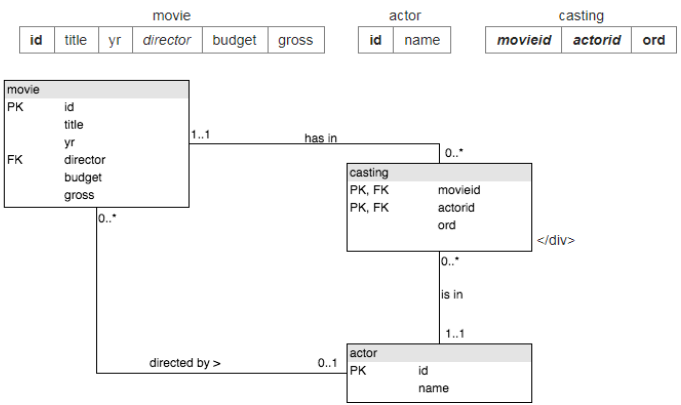 movie actor casting
id title yr director budget gross id name movieid actorid ord
movie
PK id
title
yr
FK director
budget
gross
1..1 has in 0..*
casting
PK, FK movieid
PK, FK actorid
ord
</div>
0..* 0..*
is in
1..1
directed by > 0..1
actor
PK id
name